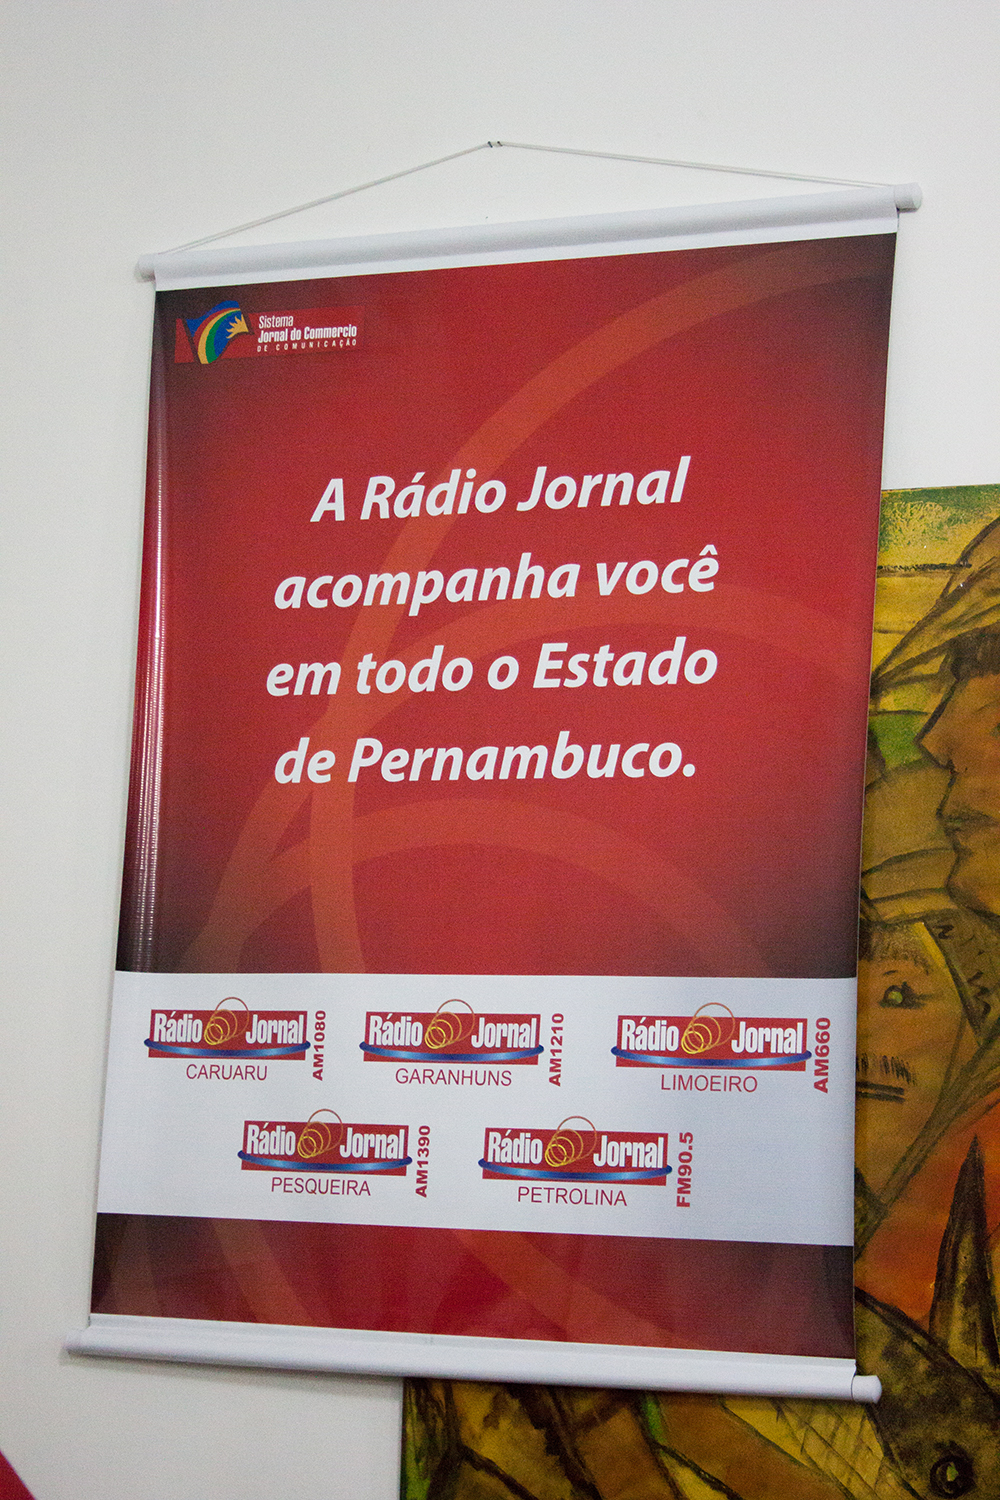 Sistema
Jornal do Commercio
DE COMUNICAÇÃO
A Rádio Jornal
acompanha você
em todo o Estado
de Pernambuco.
Rádio Jornal
CARUARU
AM1080
Rádio Jornal
GARANHUNS
AM1210
Rádio Jornal
LIMOEIRO
AM660
Rádio Jornal
PESQUEIRA
AM1390
Rádio Jornal
PETROLINA
FM90.5